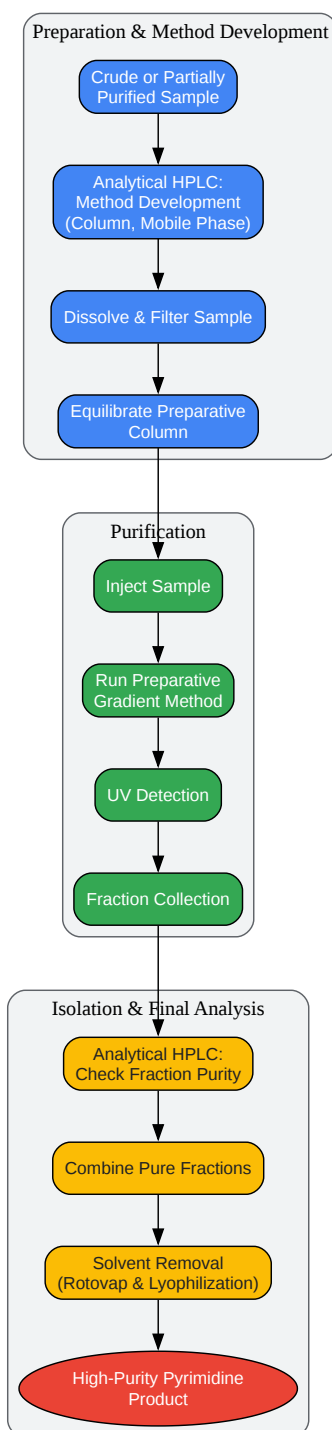 Preparation & Method Development
Crude or Partially
Purified Sample
Analytical HPLC:
Method Development
(Column, Mobile Phase)
Dissolve & Filter Sample
Equilibrate Preparative
Column
Purification
Inject Sample
Run Preparative
Gradient Method
UV Detection
Fraction Collection
Isolation & Final Analysis
Analytical HPLC:
Check Fraction Purity
Combine Pure Fractions
Solvent Removal
(Rotovap & Lyophilization)
High-Purity Pyrimidine
Product